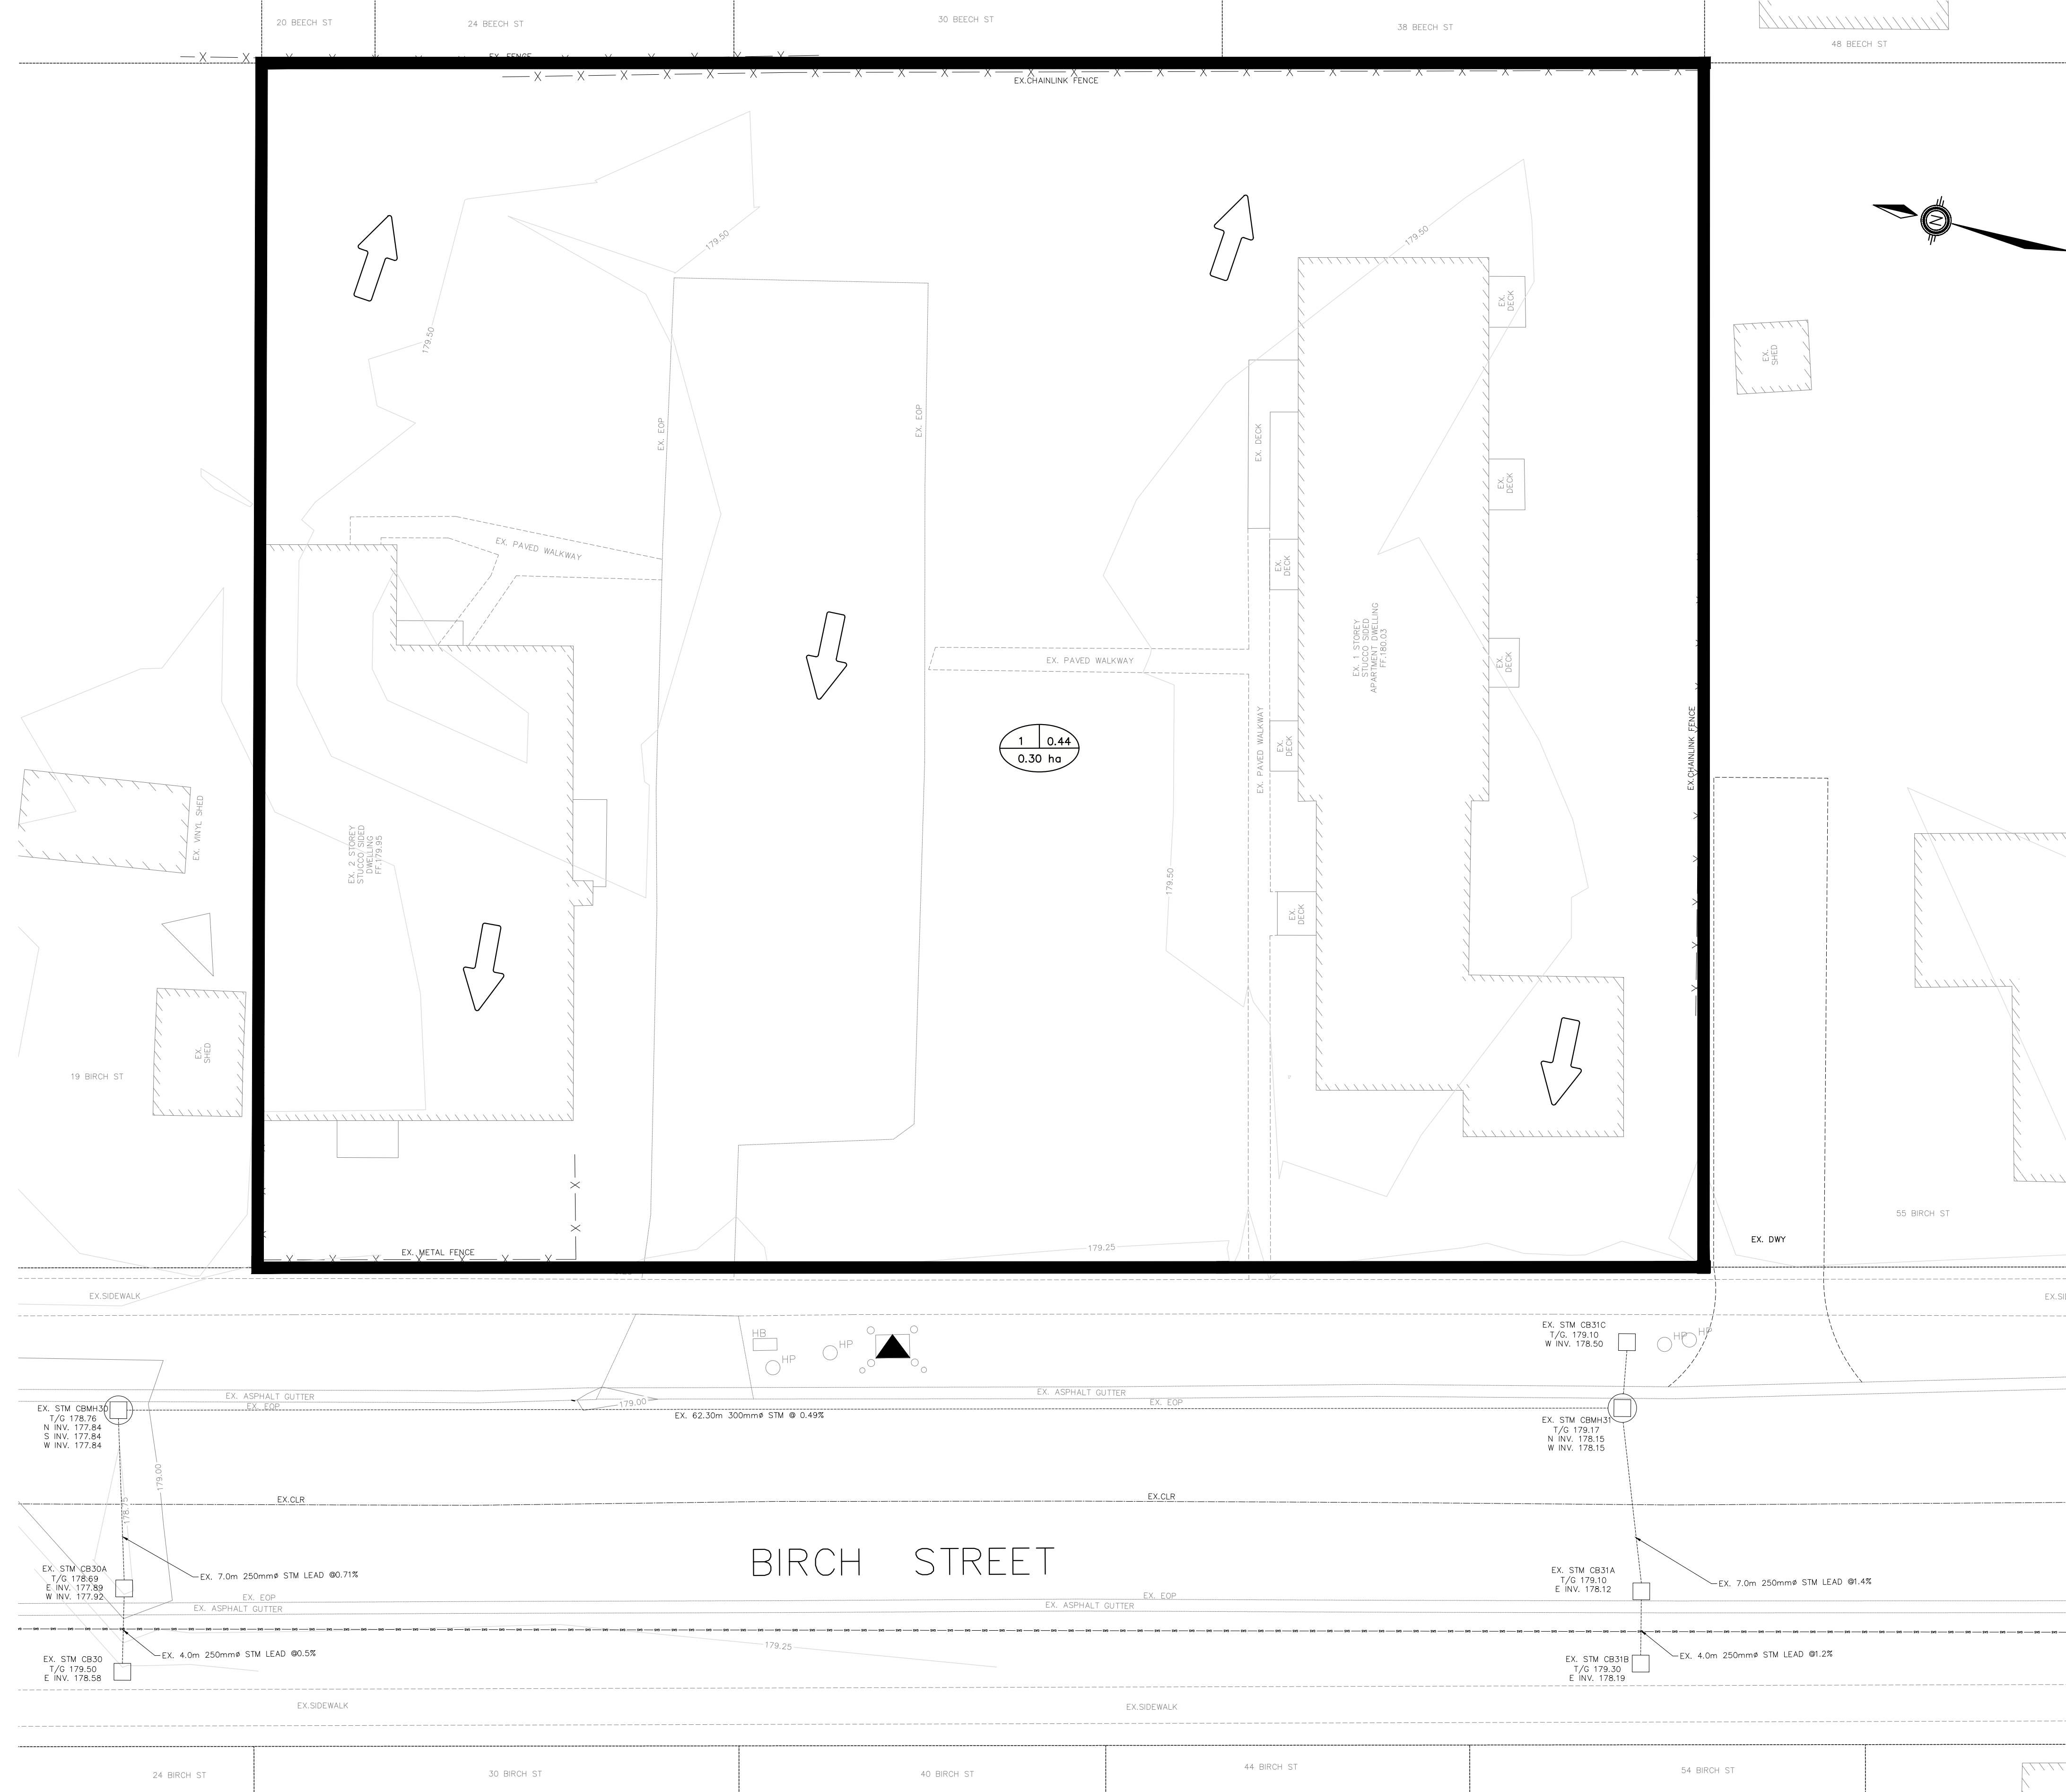 20 BEECH ST
24 BEECH ST
30 BEECH ST
38 BEECH ST
48 BEECH ST
EX. FENCE
EX.CHAINLINK FENCE
N
179.50
179.50
179.50
EX. DECK
EX. SHED
EX. EOP
EX. EOP
EX. DECK
EX. DECK
EX. PAVED WALKWAY
EX. DECK
EX. PAVED WALKWAY
EX. 1 STOREY
STUCCO SIDED
APARTMENT DWELLING
FF.180.03
EX. DECK
EX. PAVED WALKWAY
EX. DECK
EX.CHAINLINK FENCE
1 0.44
0.30 ha
EX. VINYL SHED
EX. 2 STOREY
STUCCO SIDED
DWELLING
FF.179.95
179.50
EX. DECK
EX. SHED
19 BIRCH ST
55 BIRCH ST
EX. DWY
EX. METAL FENCE
179.25
EX.SIDEWALK
HB
HP
HP
EX. STM CB31C
T/G. 179.10
W INV. 178.50
HP
HP
EX. ASPHALT GUTTER
EX. EOP
179.00
EX. ASPHALT GUTTER
EX. EOP
EX. STM CBMH30
T/G 178.76
N INV. 177.84
S INV. 177.84
W INV. 177.84
EX. 62.30m 300mmø STM @ 0.49%
EX. STM CBMH31
T/G 179.17
N INV. 178.15
W INV. 178.15
179.00
178.75
EX.CLR
EX.CLR
BIRCH STREET
EX. STM CB30A
T/G 178.69
E INV. 177.89
W INV. 177.92
EX. 7.0m 250mmø STM LEAD @0.71%
EX. STM CB31A
T/G 179.10
E INV. 178.12
EX. 7.0m 250mmø STM LEAD @1.4%
EX. EOP
EX. ASPHALT GUTTER
EX. EOP
EX. ASPHALT GUTTER
179.25
EX. STM CB30
T/G 179.50
E INV. 178.58
EX. 4.0m 250mmø STM LEAD @0.5%
EX. STM CB31B
T/G 179.30
E INV. 178.19
EX. 4.0m 250mmø STM LEAD @1.2%
EX.SIDEWALK
EX.SIDEWALK
24 BIRCH ST
30 BIRCH ST
40 BIRCH ST
44 BIRCH ST
54 BIRCH ST